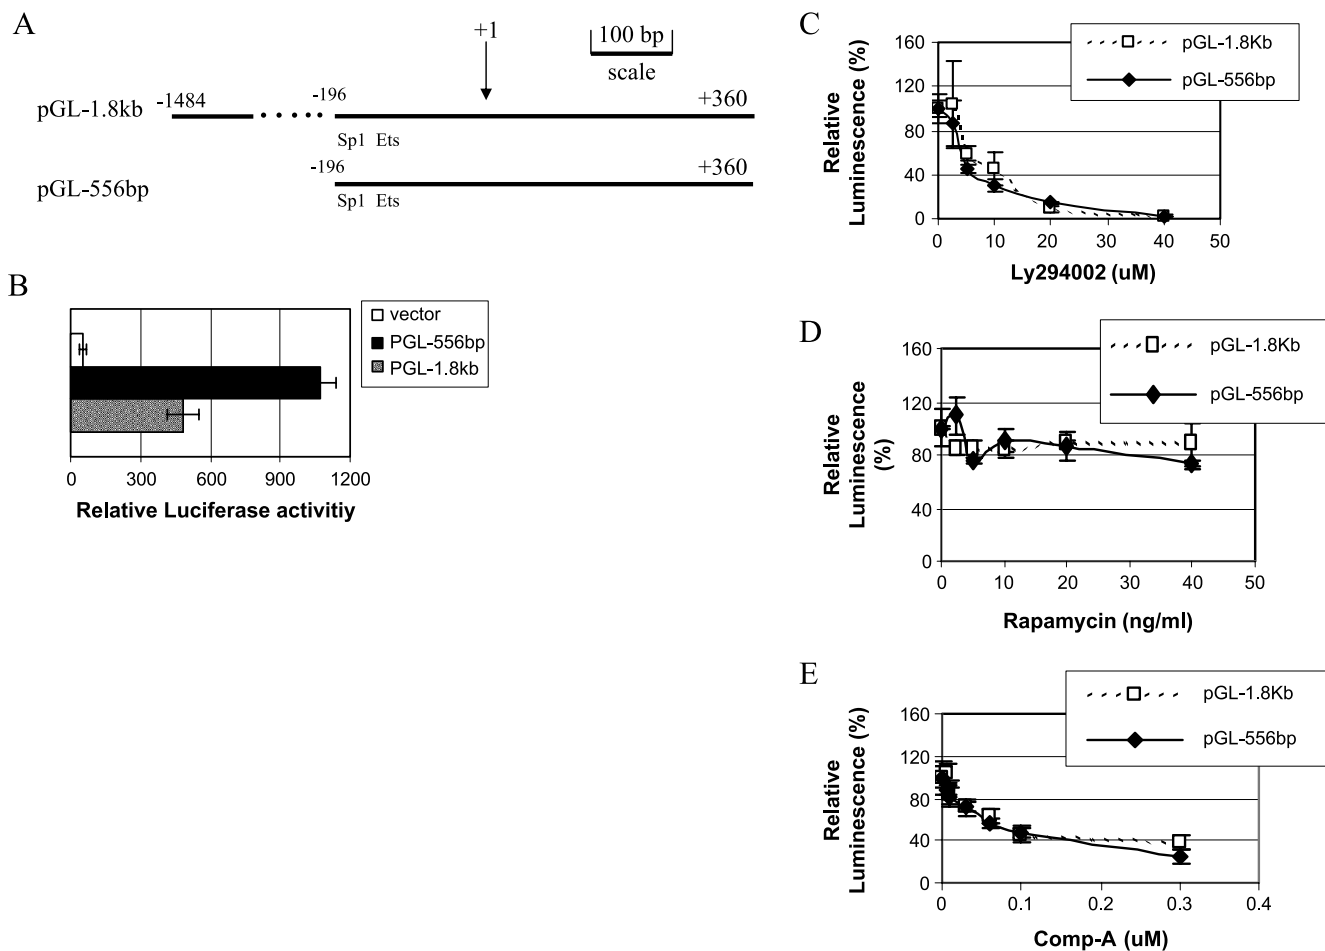 A
+1
100 bp
scale
pGL-1.8kb
-1484
-196
+360
Sp1 Ets
pGL-556bp
-196
+360
Sp1 Ets
B
vector
PGL-556bp
PGL-1.8kb
0 300 600 900 1200
Relative Luciferase activitiy
C
pGL-1.8Kb
pGL-556bp
Relative
Luminescence (%)
160
120
80
40
0
0 10 20 30 40 50
Ly294002 (uM)
D
pGL-1.8Kb
pGL-556bp
Relative
Luminescence
(%)
160
120
80
40
0
0 10 20 30 40 50
Rapamycin (ng/ml)
E
pGL-1.8Kb
pGL-556bp
Relative
Luminescence (%)
160
120
80
40
0
0 0.1 0.2 0.3 0.4
Comp-A (uM)